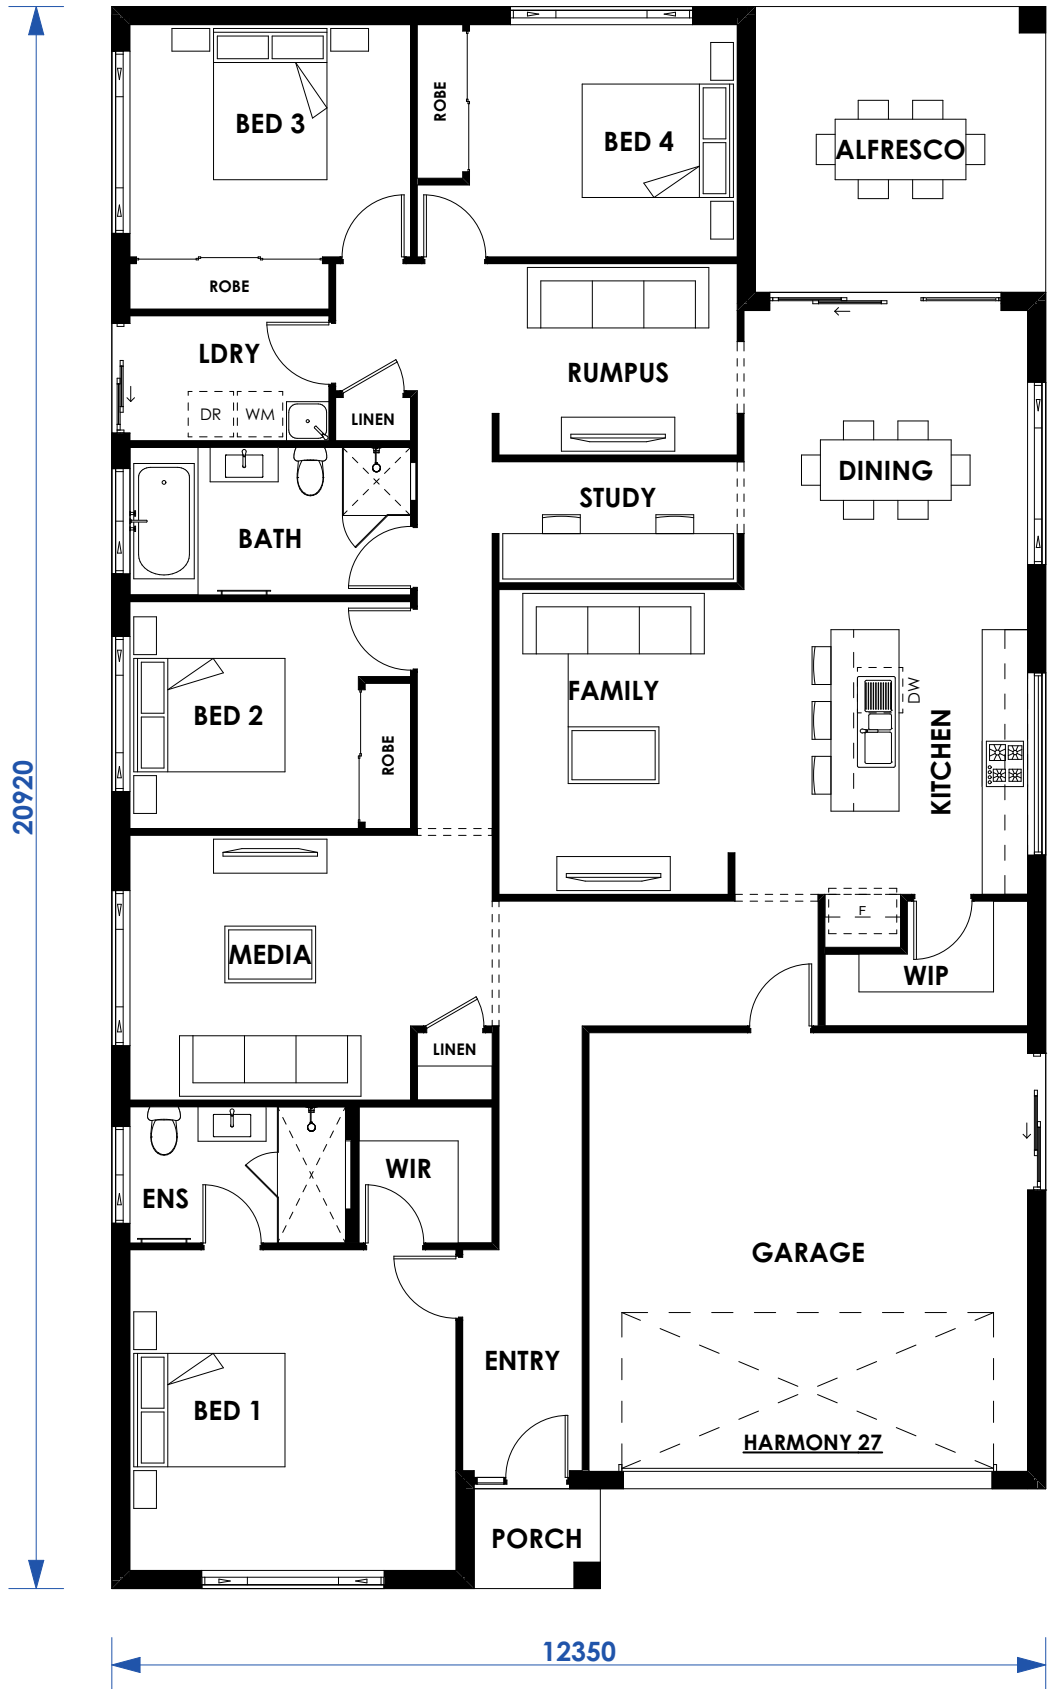 BED 3
ROBE
BED 4
ALFRESCO
ROBE
LDRY
RUMPUS
DR
WM
LINEN
DINING
STUDY
BATH
FAMILY
DW
BED 2
KITCHEN
ROBE
20920
F
MEDIA
WIP
LINEN
WIR
ENS
GARAGE
ENTRY
BED 1
HARMONY 27
PORCH
12350